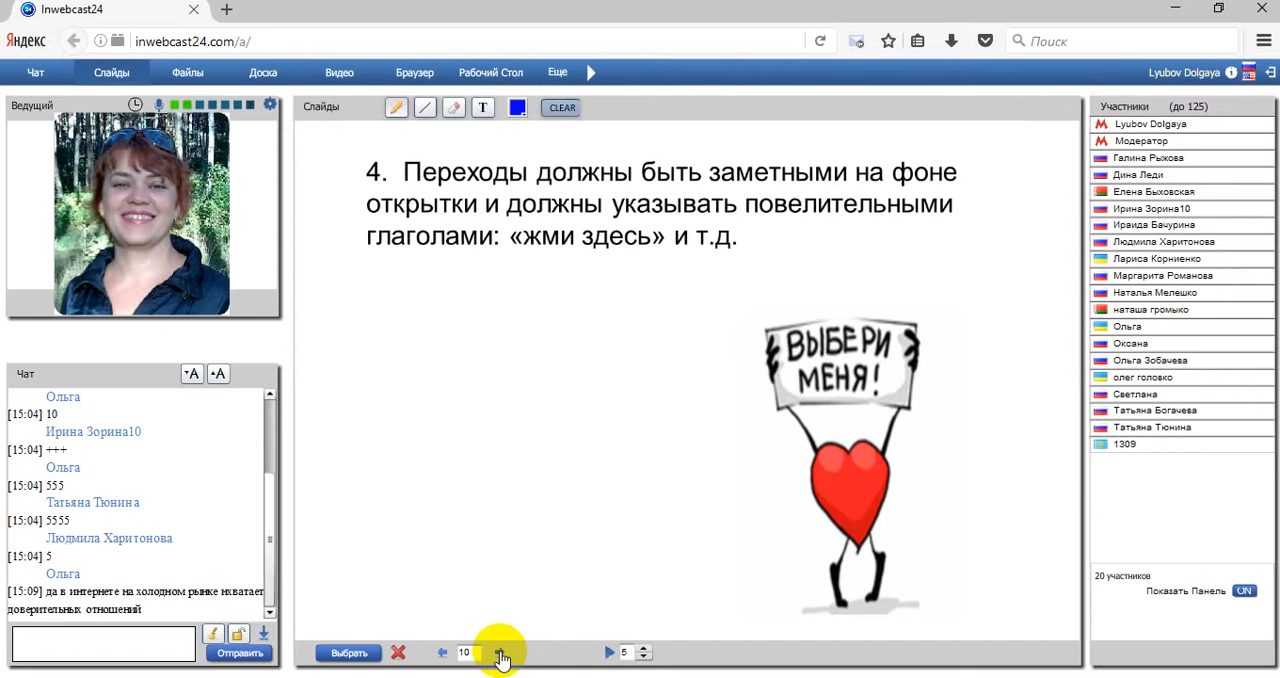 Inwebcast24
Яндекс
inwebcast24.com/a/
Поиск
Чат
Слайды
Файлы
Доска
Видео
Браузер
Рабочий Стол
Еще
Lyubov Dolgaya
Ведущий
Слайды
T
CLEAR
Участники (до 125)
4. Переходы должны быть заметными на фоне
открытки и должны указывать повелительными
глаголами: «жми здесь» и т.д.
ВЫБЕРИ
МЕНЯ!
Чат
▼A
▲A
Ольга
[15:04] 10
Ирина Зорина10
[15:04] +++
Ольга
[15:04] 555
Татьяна Тюнина
[15:04] 5555
Людмила Харитонова
[15:04] 5
Ольга
[15:09] да в интернете на холодном рынке нхватает
доверительных отношений
Отправить
Выбрать
10
5
Lyubov Dolgaya
Модератор
Галина Рыхова
Дина Леди
Елена Быховская
Ирина Зорина10
Ираида Бачурина
Людмила Харитонова
Лариса Корниенко
Маргарита Романова
Наталья Мелешко
наташа громыко
Ольга
Оксана
Ольга Зобачева
олег головко
Светлана
Татьяна Богачева
Татьяна Тюнина
1309
20 участников
Показать Панель ON